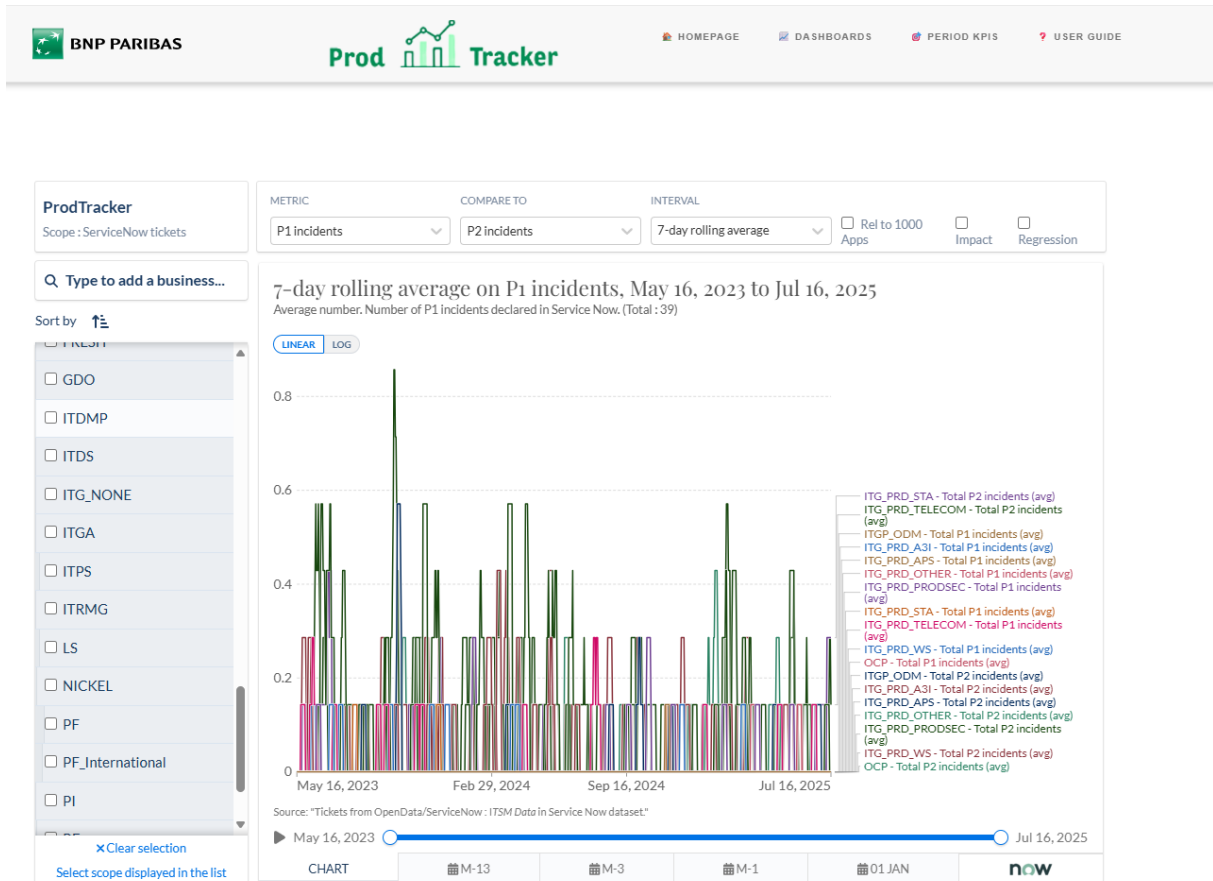 BNP PARIBAS
Prod Tracker
HOMEPAGE
DASHBOARDS
PERIOD KPIS
USER GUIDE
ProdTracker
Scope : ServiceNow tickets
Type to add a business...
Sort by
FRESH
GDO
ITDMP
ITDS
ITG_NONE
ITGA
ITPS
ITRMG
LS
NICKEL
PF
PF_International
PI
Clear selection
Select scope displayed in the list
METRIC
P1 incidents
COMPARE TO
P2 incidents
INTERVAL
7-day rolling average
Rel to 1000
Apps
Impact
Regression
7-day rolling average on P1 incidents, May 16, 2023 to Jul 16, 2025
Average number. Number of P1 incidents declared in Service Now. (Total : 39)
LINEAR
LOG
0.8
0.6
0.4
0.2
0
May 16, 2023
Feb 29, 2024
Sep 16, 2024
Jul 16, 2025
ITG_PRD_STA - Total P2 incidents (avg)
ITG_PRD_TELECOM - Total P2 incidents
(avg)
ITGP_ODM - Total P1 incidents (avg)
ITG_PRD_A3I - Total P1 incidents (avg)
ITG_PRD_APS - Total P1 incidents (avg)
ITG_PRD_OTHER - Total P1 incidents (avg)
ITG_PRD_PRODSEC - Total P1 incidents
(avg)
ITG_PRD_STA - Total P1 incidents (avg)
ITG_PRD_TELECOM - Total P1 incidents
(avg)
ITG_PRD_WS - Total P1 incidents (avg)
OCP - Total P1 incidents (avg)
ITGP_ODM - Total P2 incidents (avg)
ITG_PRD_A3I - Total P2 incidents (avg)
ITG_PRD_APS - Total P2 incidents (avg)
ITG_PRD_OTHER - Total P2 incidents (avg)
ITG_PRD_PRODSEC - Total P2 incidents
(avg)
ITG_PRD_WS - Total P2 incidents (avg)
OCP - Total P2 incidents (avg)
Source: "Tickets from OpenData/ServiceNow : ITSM Data in Service Now dataset."
May 16, 2023
Jul 16, 2025
CHART
M-13
M-3
M-1
01 JAN
now